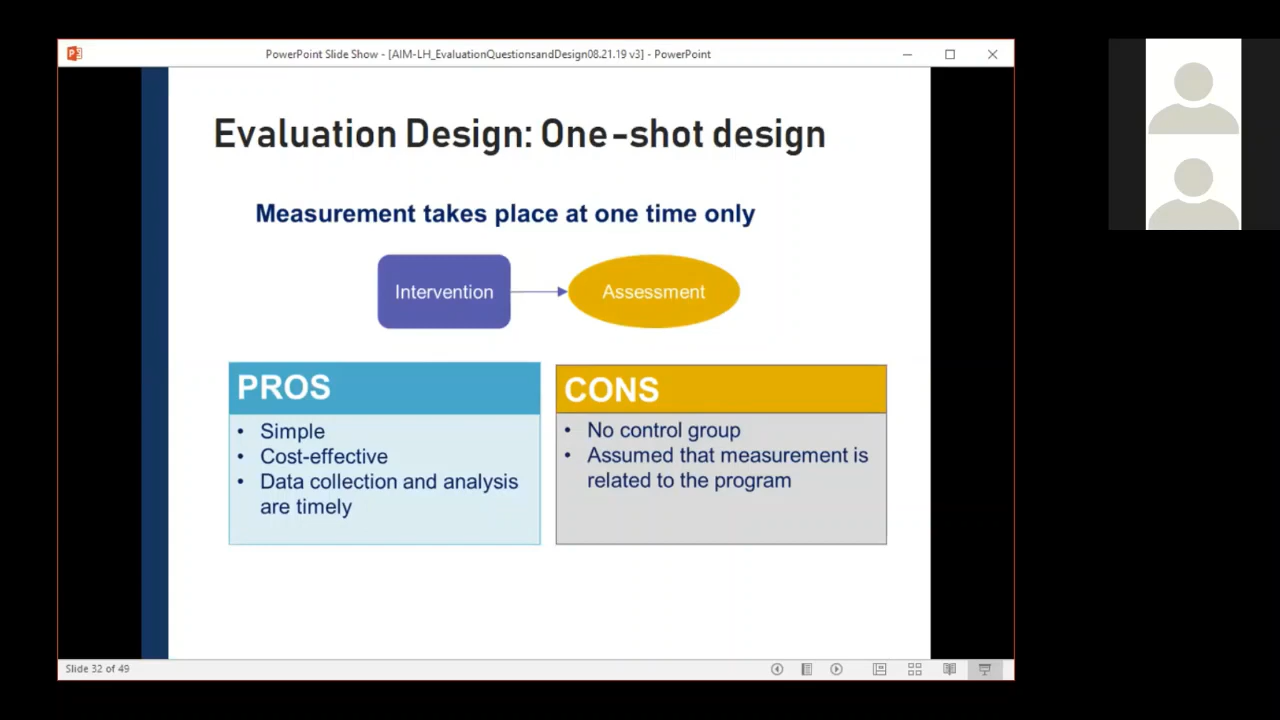 PowerPoint Slide Show - [AIM-LH_EvaluationQuestionsandDesign08.21.19 v3] - PowerPoint
Evaluation Design: One-shot design
Measurement takes place at one time only
Intervention
Assessment
PROS
• Simple
• Cost-effective
• Data collection and analysis
are timely
CONS
• No control group
• Assumed that measurement is
related to the program
Slide 32 of 49